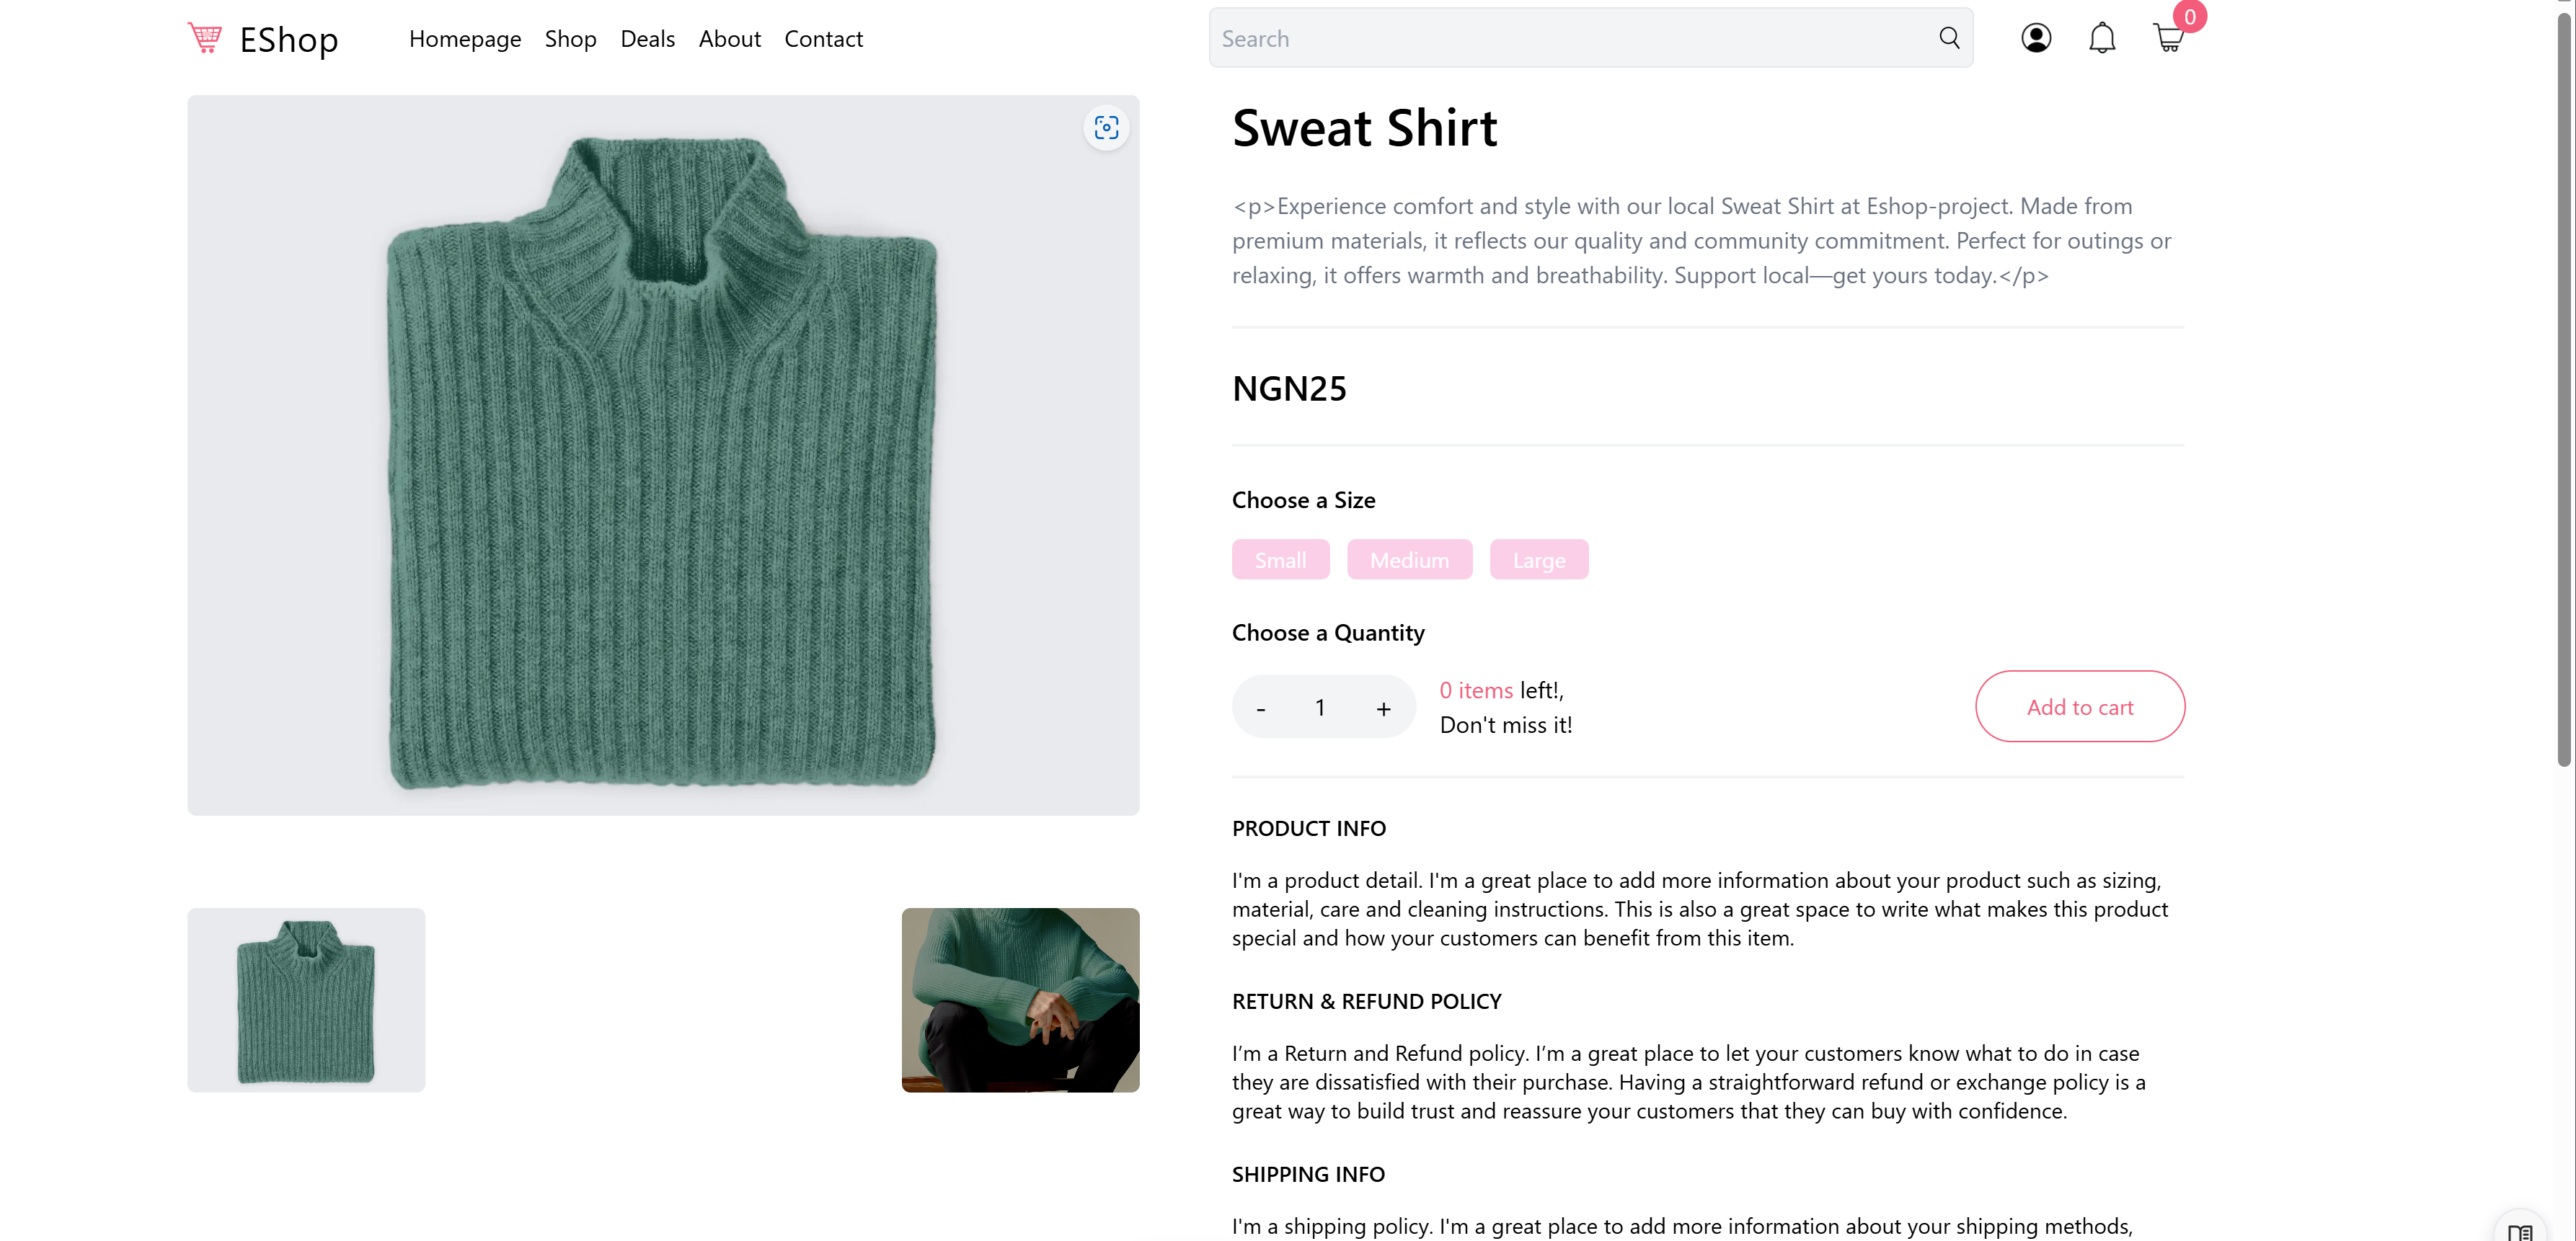 EShop
Homepage Shop Deals About Contact
Search
0
Sweat Shirt
<p>Experience comfort and style with our local Sweat Shirt at Eshop-project. Made from
premium materials, it reflects our quality and community commitment. Perfect for outings or
relaxing, it offers warmth and breathability. Support local—get yours today.</p>
NGN25
Choose a Size
Small Medium Large
Choose a Quantity
- 1 +
0 items left!,
Don't miss it!
Add to cart
PRODUCT INFO
I'm a product detail. I'm a great place to add more information about your product such as sizing,
material, care and cleaning instructions. This is also a great space to write what makes this product
special and how your customers can benefit from this item.
RETURN & REFUND POLICY
I’m a Return and Refund policy. I’m a great place to let your customers know what to do in case
they are dissatisfied with their purchase. Having a straightforward refund or exchange policy is a
great way to build trust and reassure your customers that they can buy with confidence.
SHIPPING INFO
I'm a shipping policy. I'm a great place to add more information about your shipping methods,